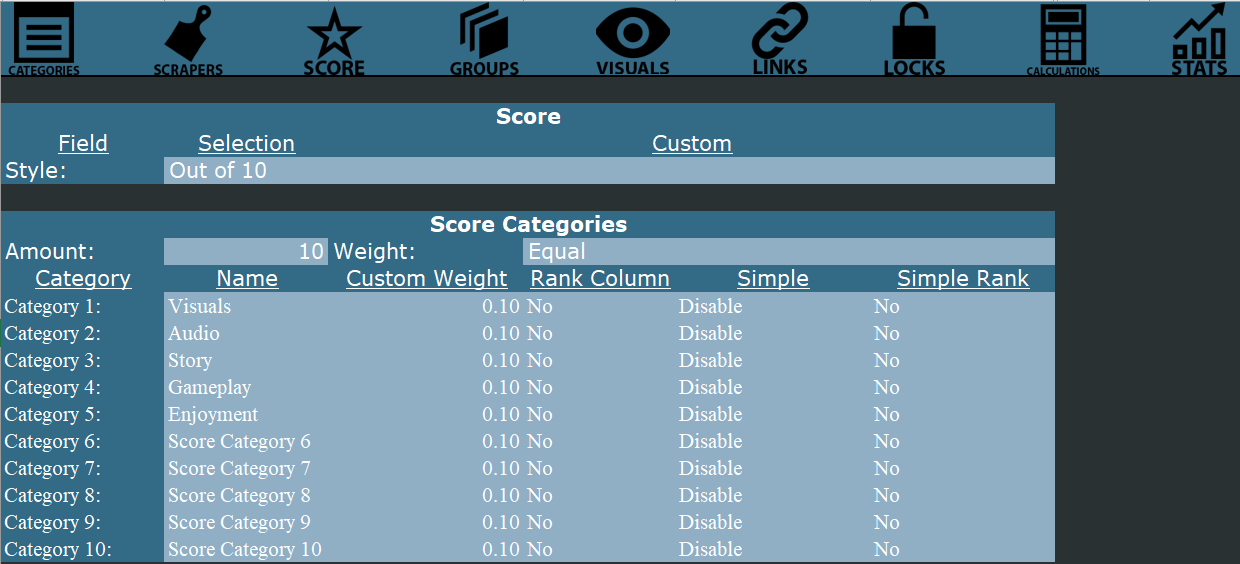 CATEGORIES SCRAPERS SCORE GROUPS VISUALS LINKS LOCKS CALCULATIONS STATS
Score
Field Selection Custom
Style: Out of 10
Score Categories
Amount: 10 Weight: Equal
Category Name Custom Weight Rank Column Simple Simple Rank
Category 1: Visuals 0.10 No Disable No
Category 2: Audio 0.10 No Disable No
Category 3: Story 0.10 No Disable No
Category 4: Gameplay 0.10 No Disable No
Category 5: Enjoyment 0.10 No Disable No
Category 6: Score Category 6 0.10 No Disable No
Category 7: Score Category 7 0.10 No Disable No
Category 8: Score Category 8 0.10 No Disable No
Category 9: Score Category 9 0.10 No Disable No
Category 10: Score Category 10 0.10 No Disable No